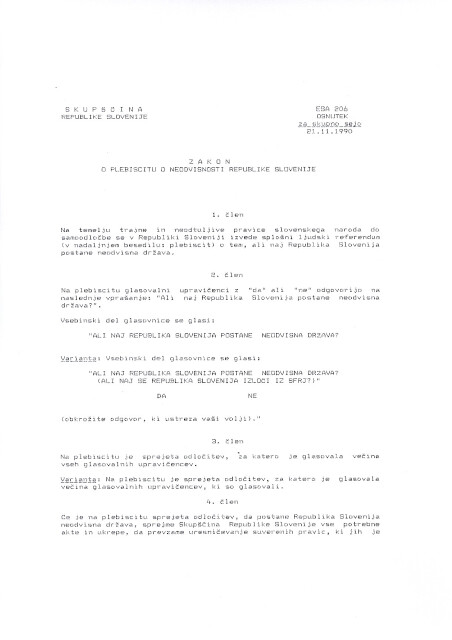 SKUPŠČINA
REPUBLIKE SLOVENIJE
ESA 206
OSNUTEK
za skupno sejo
21.11.1990
ZAKON
O PLEBISCITU O NEODVISNOSTI REPUBLIKE SLOVENIJE
1. člen
Na temelju trajne in neodtuljive pravice slovenskega naroda do
samoodločbe se v Republiki Sloveniji izvede splošni ljudski referendum
(v nadaljnjem besedilu: plebiscit) o tem, ali naj Republika Slovenija
postane neodvisna država.
2. člen
Na plebiscitu glasovalni upravičenci z "da" ali "ne" odgovorijo na
naslednje vprašanje: "Ali naj Republika Slovenija postane neodvisna
država?".
Vsebinski del glasovnice se glasi:
"ALI NAJ REPUBLIKA SLOVENIJA POSTANE NEODVISNA DRŽAVA?
Varianta: Vsebinski del glasovnice se glasi:
"ALI NAJ REPUBLIKA SLOVENIJA POSTANE NEODVISNA DRŽAVA?
(ALI NAJ SE REPUBLIKA SLOVENIJA IZLOČI IZ SFRJ?)"
DA NE
(obkrožite odgovor, ki ustreza vaši volji)."
3. člen
Na plebiscitu je sprejeta odločitev, za katero je glasovala večina
vseh glasovalnih upravičencev.
Varianta: Na plebiscitu je sprejeta odločitev, za katero je glasovala
večina glasovalnih upravičencev, ki so glasovali.
4. člen
Če je na plebiscitu sprejeta odločitev, da postane Republika Slovenija
neodvisna država, sprejme Skupščina Republike Slovenije vse potrebne
akte in ukrepe, da prevzame uresničevanje suverenih pravic, ki jih je